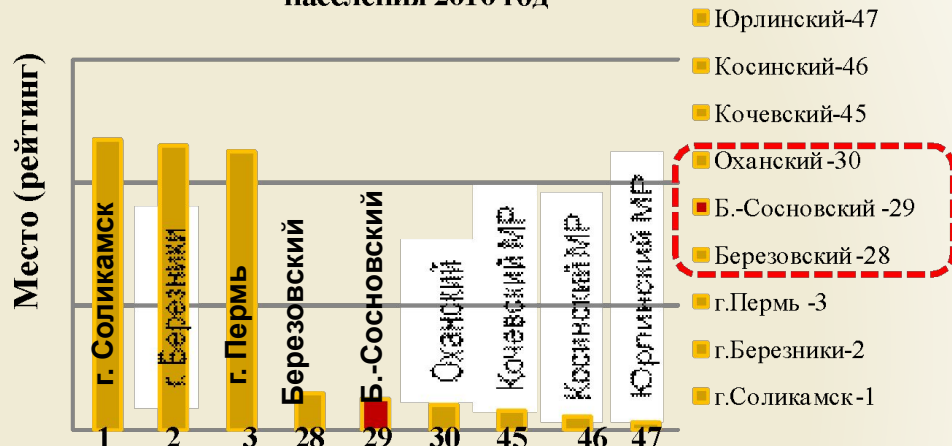 населения 2016 год
Место (рейтинг)
г. Соликамск
г. Березники
г. Пермь
Березовский
Б.-Сосновский
Оханский
Кочевский МР
Косинский МР
Юрлинский МР
1 2 3 28 29 30 45 46 47
Юрлинский-47
Косинский-46
Кочевский-45
Оханский -30
Б.-Сосновский -29
Березовский -28
г.Пермь -3
г.Березники-2
г.Соликамск -1